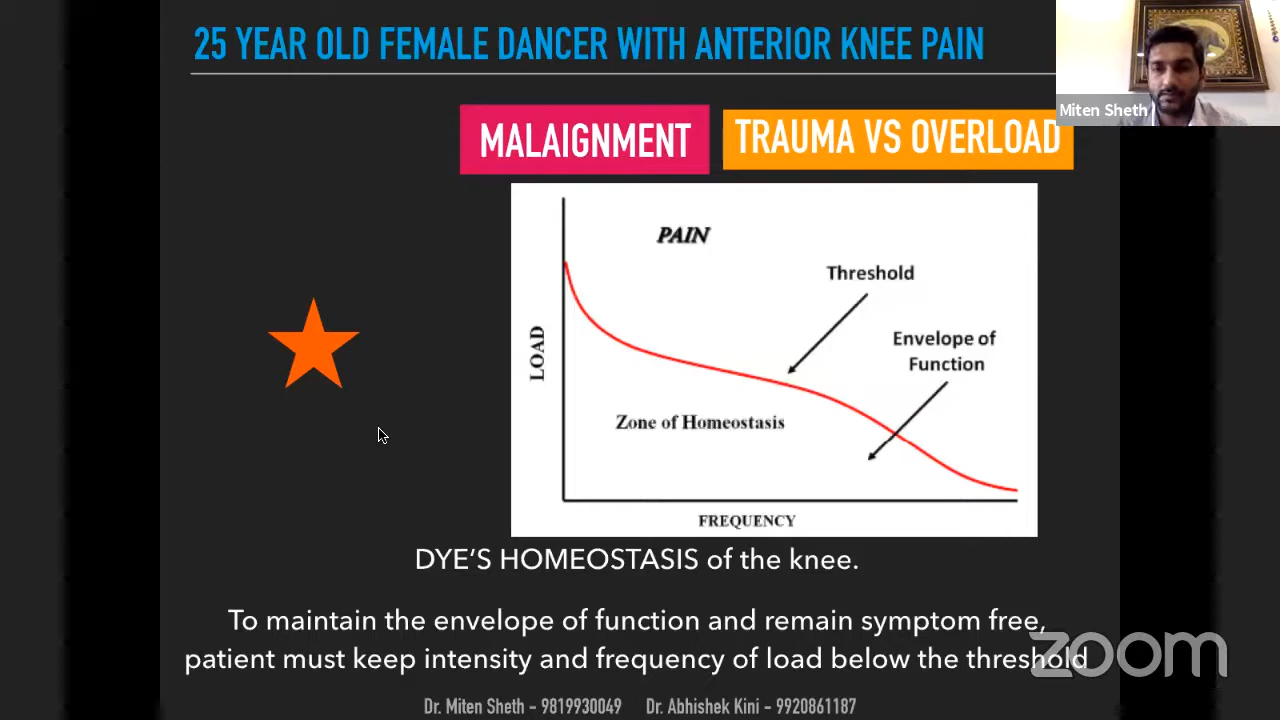 25 YEAR OLD FEMALE DANCER WITH ANTERIOR KNEE PAIN
Miten Sheth
MALAIGNMENT
TRAUMA VS OVERLOAD
PAIN
Threshold
Envelope of
Function
LOAD
Zone of Homeostasis
FREQUENCY
DYE'S HOMEOSTASIS of the knee.
To maintain the envelope of function and remain symptom free,
patient must keep intensity and frequency of load below the threshold
zoom
Dr. Miten Sheth - 9819930049 Dr. Abhishek Kini - 9920861187